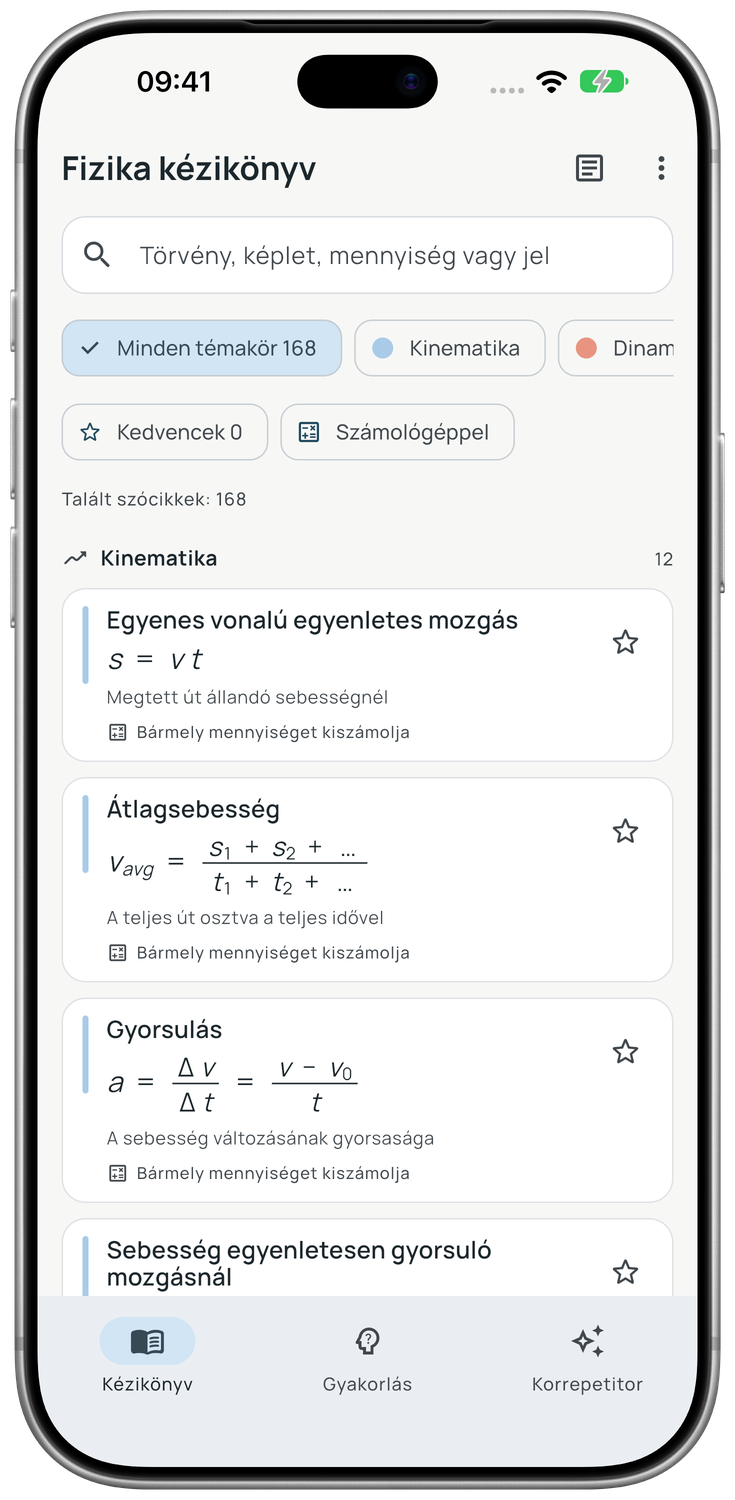 09:41
Fizika kézikönyv
Törvény, képlet, mennyiség vagy jel
Minden témakör 168
Kinematika
Dinam
Kedvencek 0
Számológéppel
Talált szócikkek: 168
Kinematika
12
Egyenes vonalú egyenletes mozgás
s = v t
Megtett út állandó sebességnél
Bármely mennyiséget kiszámolja
Átlagsebesség
v_avg = (s₁ + s₂ + ...) / (t₁ + t₂ + ...)
A teljes út osztva a teljes idővel
Bármely mennyiséget kiszámolja
Gyorsulás
a = Δ v / Δ t = (v − v₀) / t
A sebesség változásának gyorsasága
Bármely mennyiséget kiszámolja
Sebesség egyenletesen gyorsuló
mozgásnál
Kézikönyv
Gyakorlás
Korrepetitor